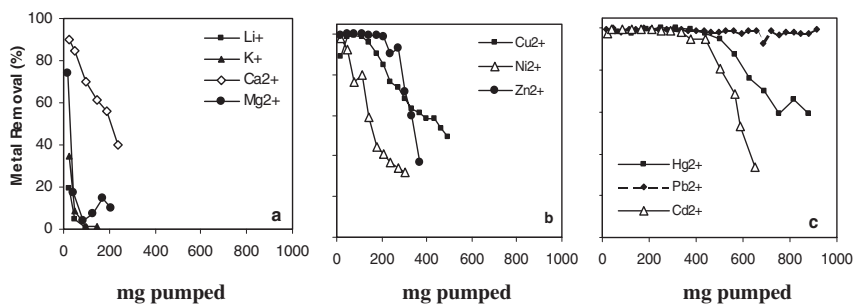 Metal Removal (%)
100
80
60
40
20
0
Li+
K+
Ca2+
Mg2+
a
0 200 400 600 800 1000
mg pumped
Cu2+
Ni2+
Zn2+
b
0 200 400 600 800 1000
mg pumped
Hg2+
Pb2+
Cd2+
c
0 200 400 600 800 1000
mg pumped